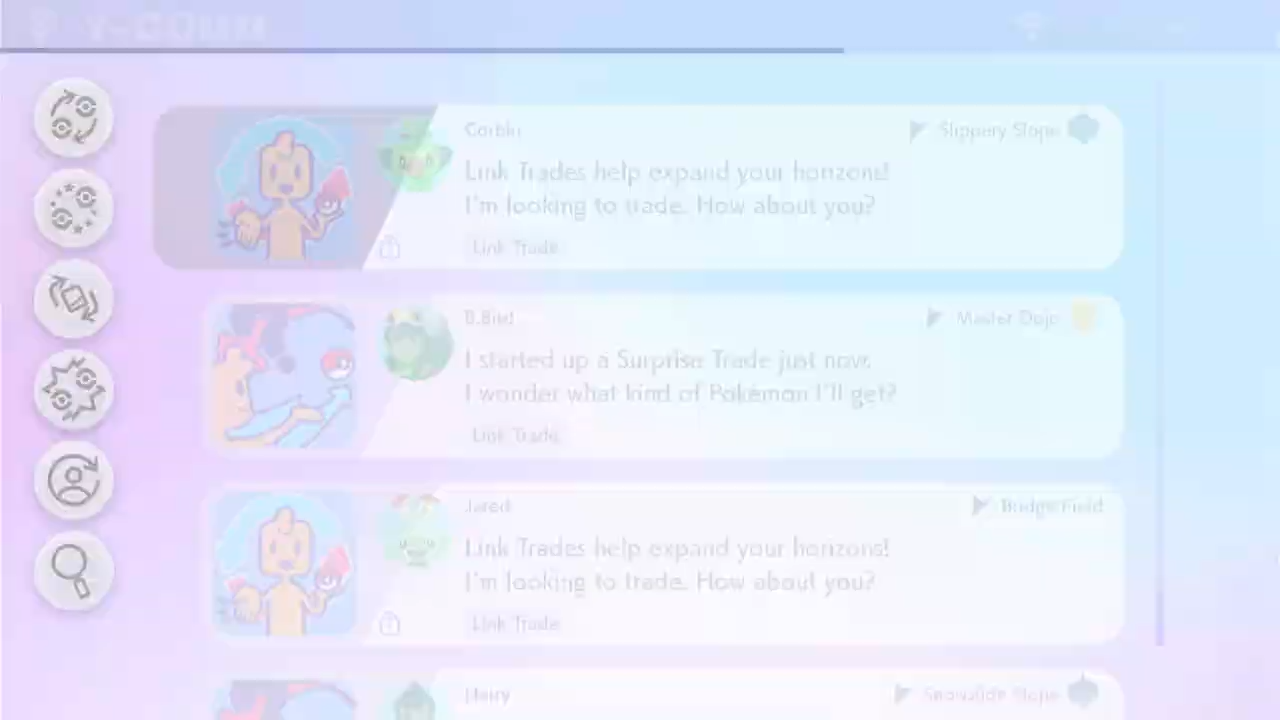 Y-COMM
Slippery Slope
Link Trades help expand your horizons!
I'm looking to trade. How about you?
Link Trade
Master Dojo
I started up a Surprise Trade just now.
I wonder what kind of Pokémon I'll get?
Link Trade
Jared
Bridge Field
Link Trades help expand your horizons!
I'm looking to trade. How about you?
Link Trade
Snowslide Slope